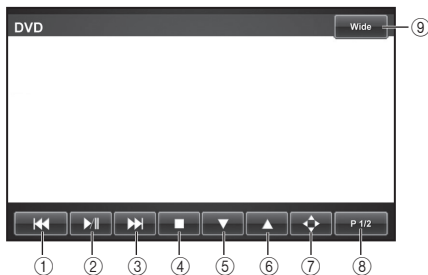 DVD
Wide
⑨
P 1/2
① ② ③ ④ ⑤ ⑥ ⑦ ⑧